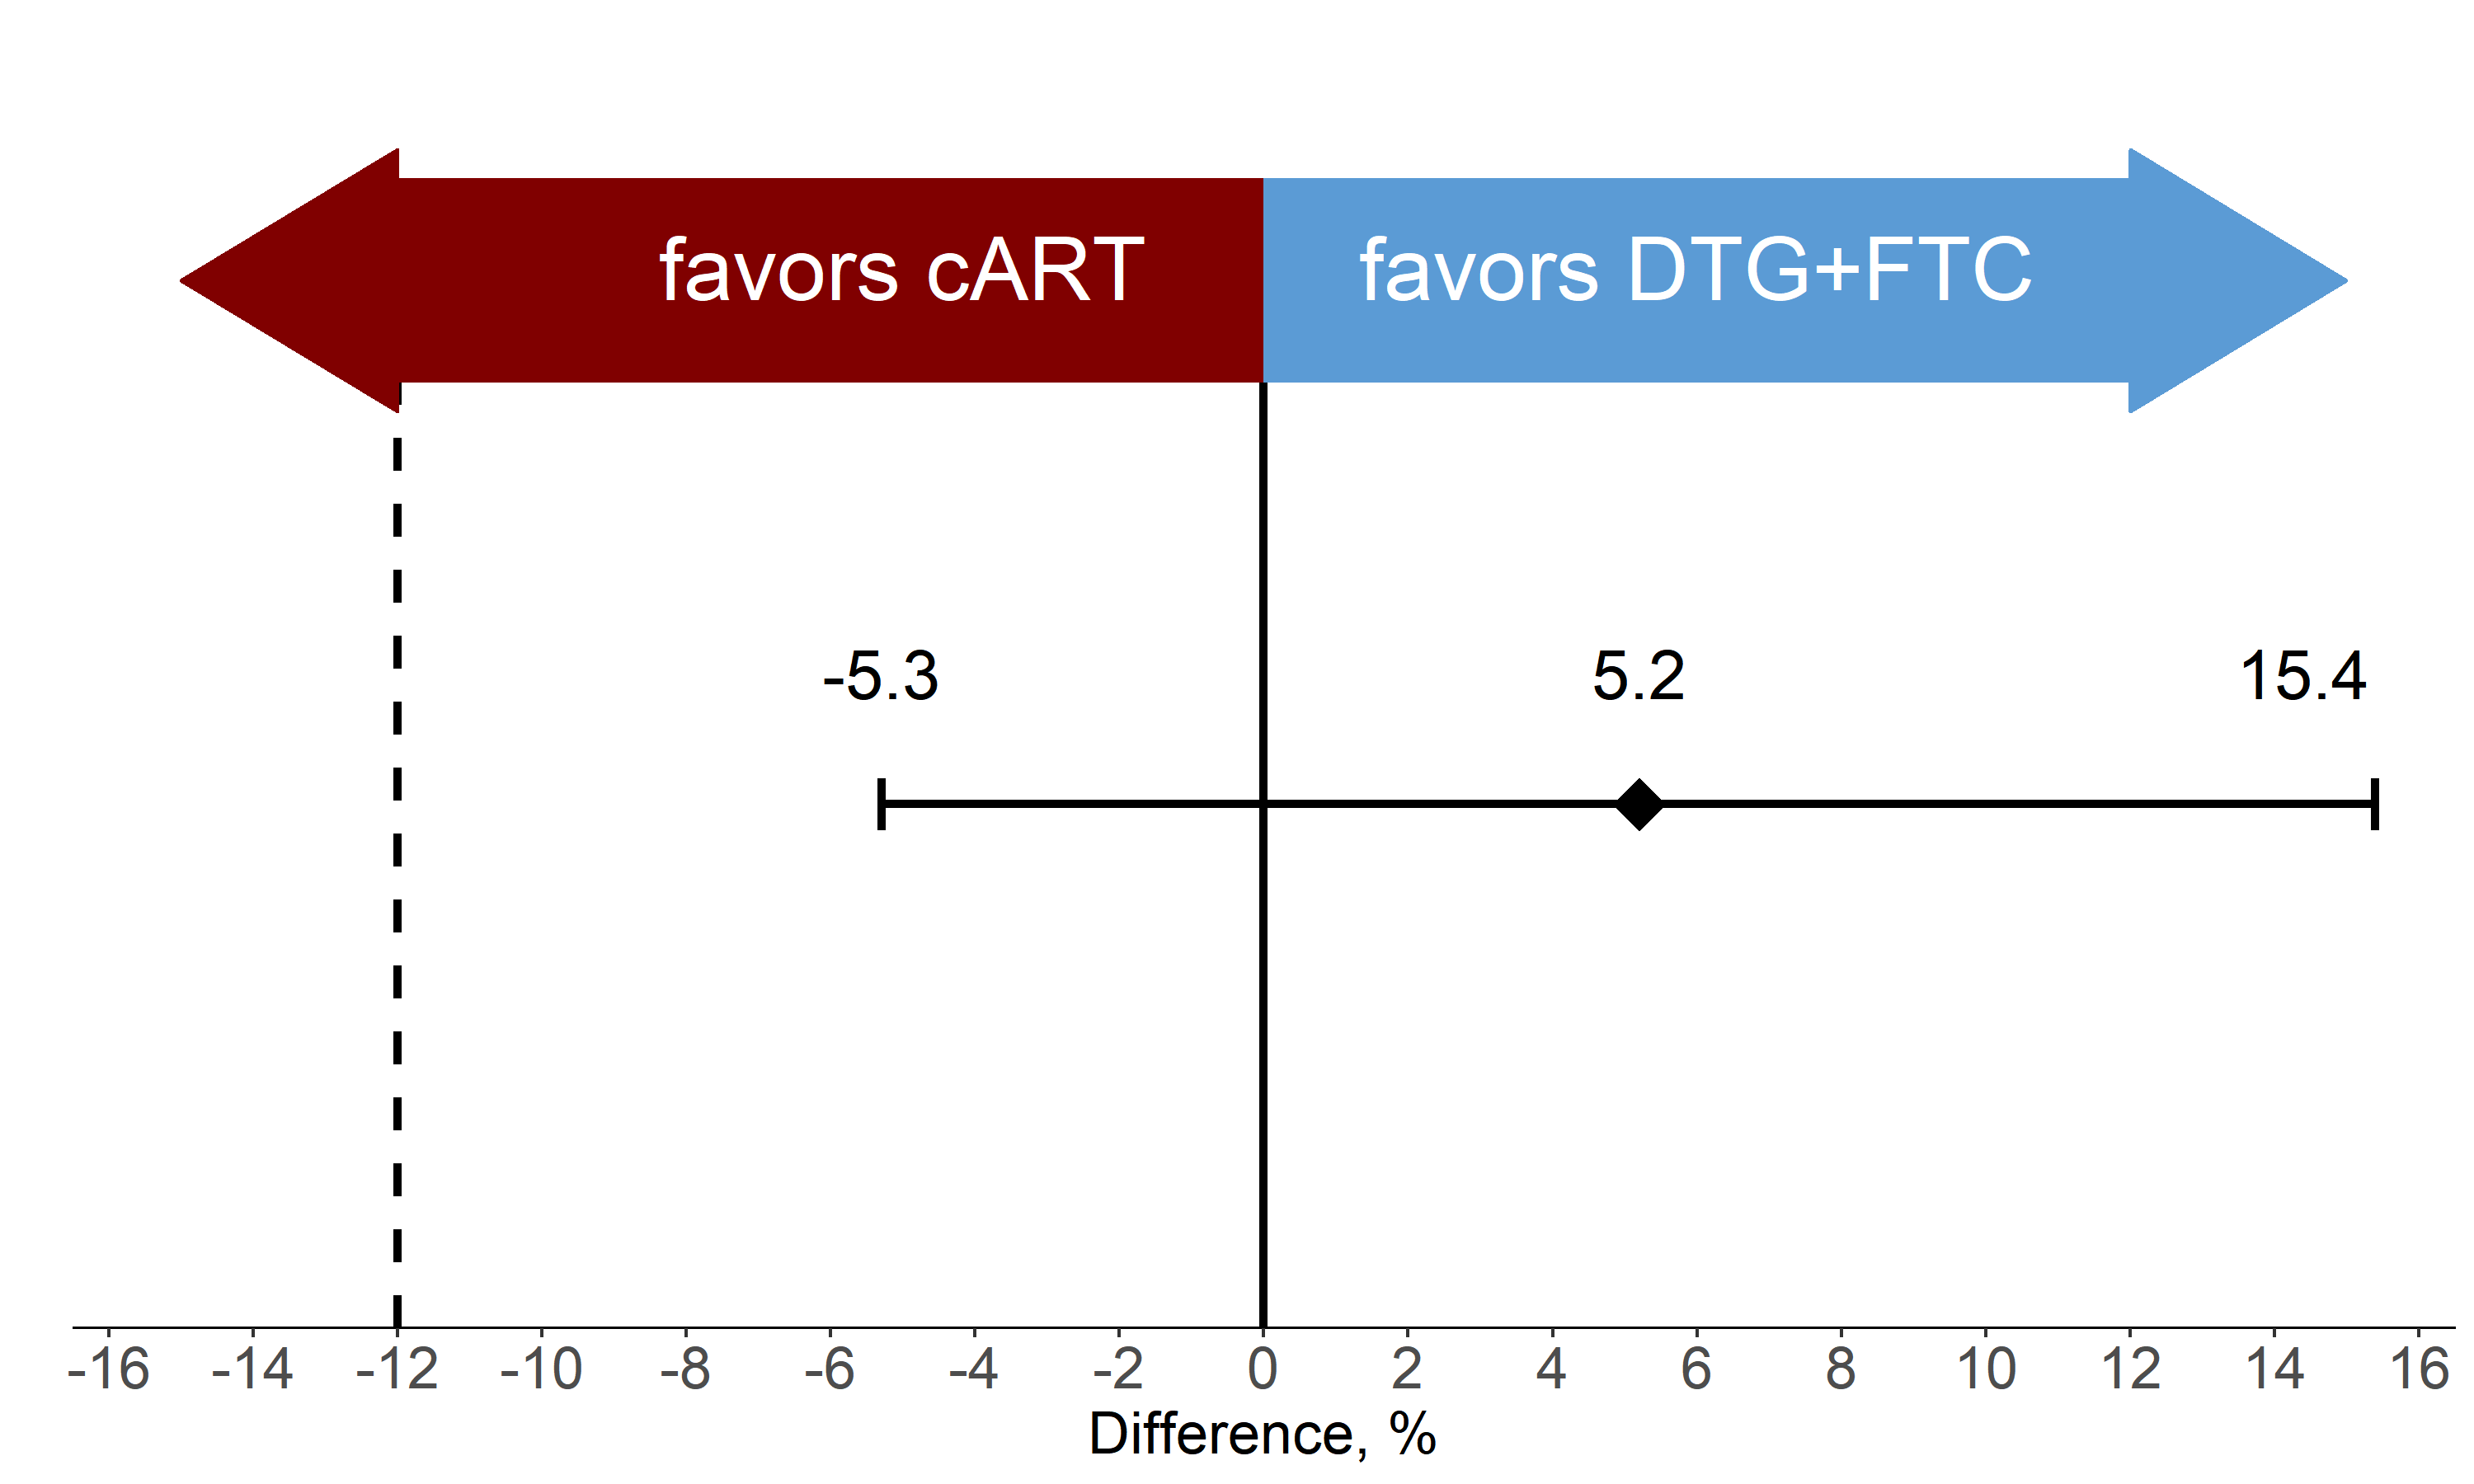 favors cART favors DTG+FTC
-5.3 5.2 15.4
-16 -14 -12 -10 -8 -6 -4 -2 0 2 4 6 8 10 12 14 16
Difference, %